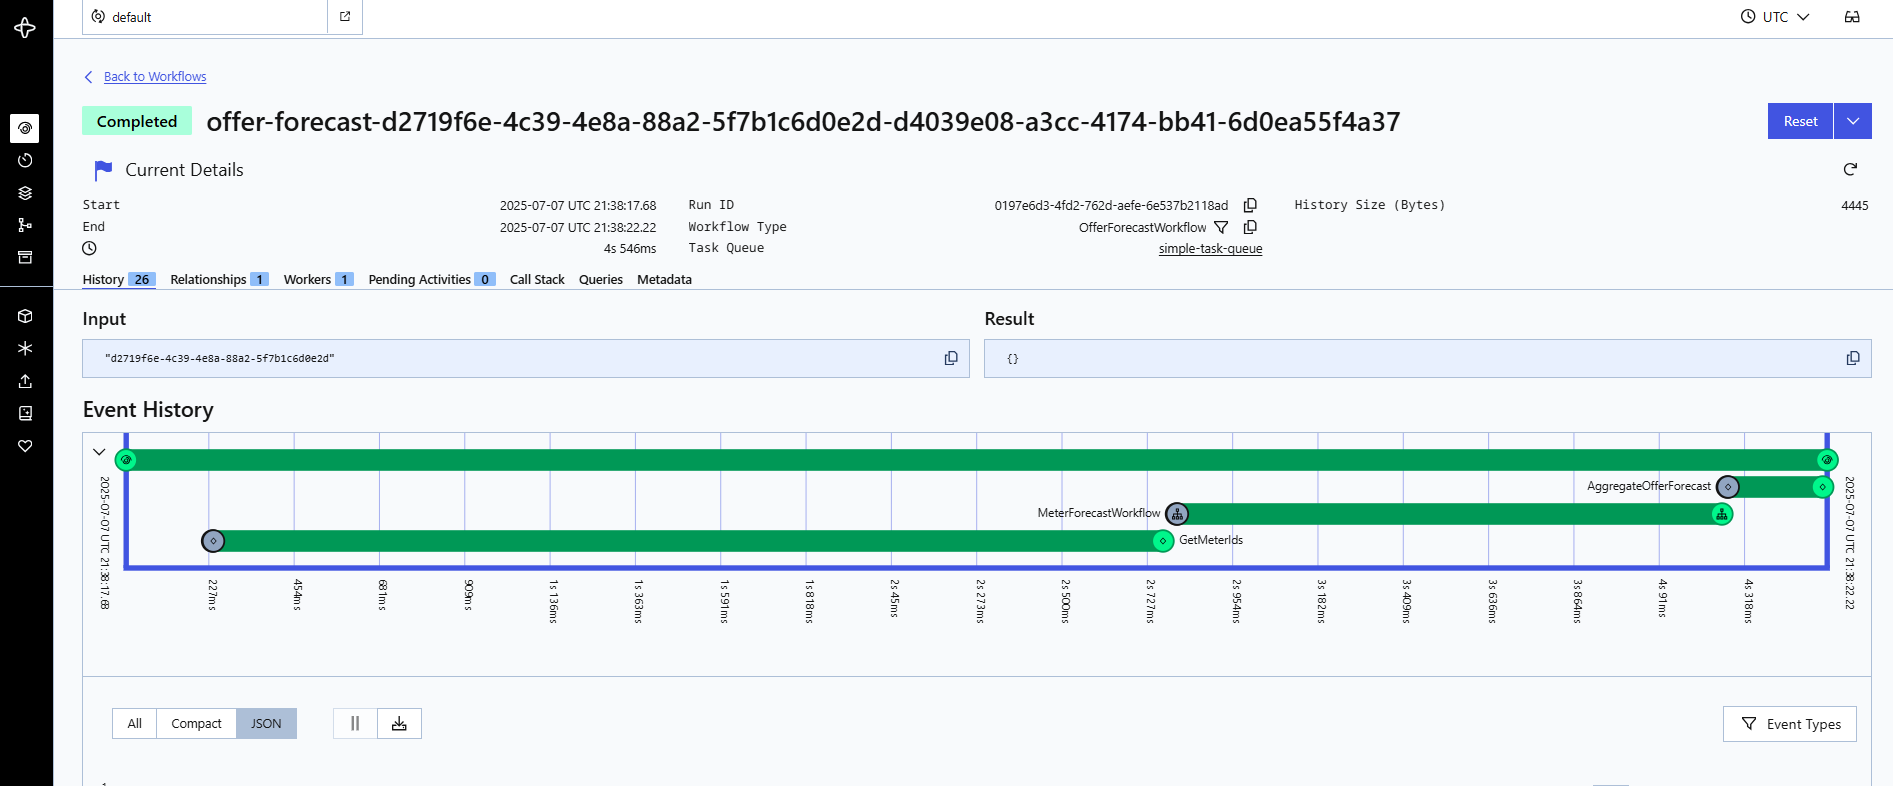 default
UTC
Back to Workflows
Completed
offer-forecast-d2719f6e-4c39-4e8a-88a2-5f7b1c6d0e2d-d4039e08-a3cc-4174-bb41-6d0ea55f4a37
Reset
Current Details
Start 2025-07-07 UTC 21:38:17.68 Run ID 0197e6d3-4fd2-762d-aefe-6e537b2118ad History Size (Bytes) 4445
End 2025-07-07 UTC 21:38:22.22 Workflow Type OfferForecastWorkflow
4s 546ms Task Queue simple-task-queue
History 26 Relationships 1 Workers 1 Pending Activities 0 Call Stack Queries Metadata
Input
Result
"d2719f6e-4c39-4e8a-88a2-5f7b1c6d0e2d"
{}
Event History
AggregateOfferForecast
MeterForecastWorkflow
GetMeterIds
2025-07-07 UTC 21:38:17.68
227ms
454ms
681ms
909ms
1s 136ms
1s 363ms
1s 591ms
1s 818ms
2s 45ms
2s 273ms
2s 500ms
2s 727ms
2s 954ms
3s 182ms
3s 409ms
3s 636ms
3s 864ms
4s 91ms
4s 318ms
2025-07-07 UTC 21:38:22.22
All Compact JSON
Event Types